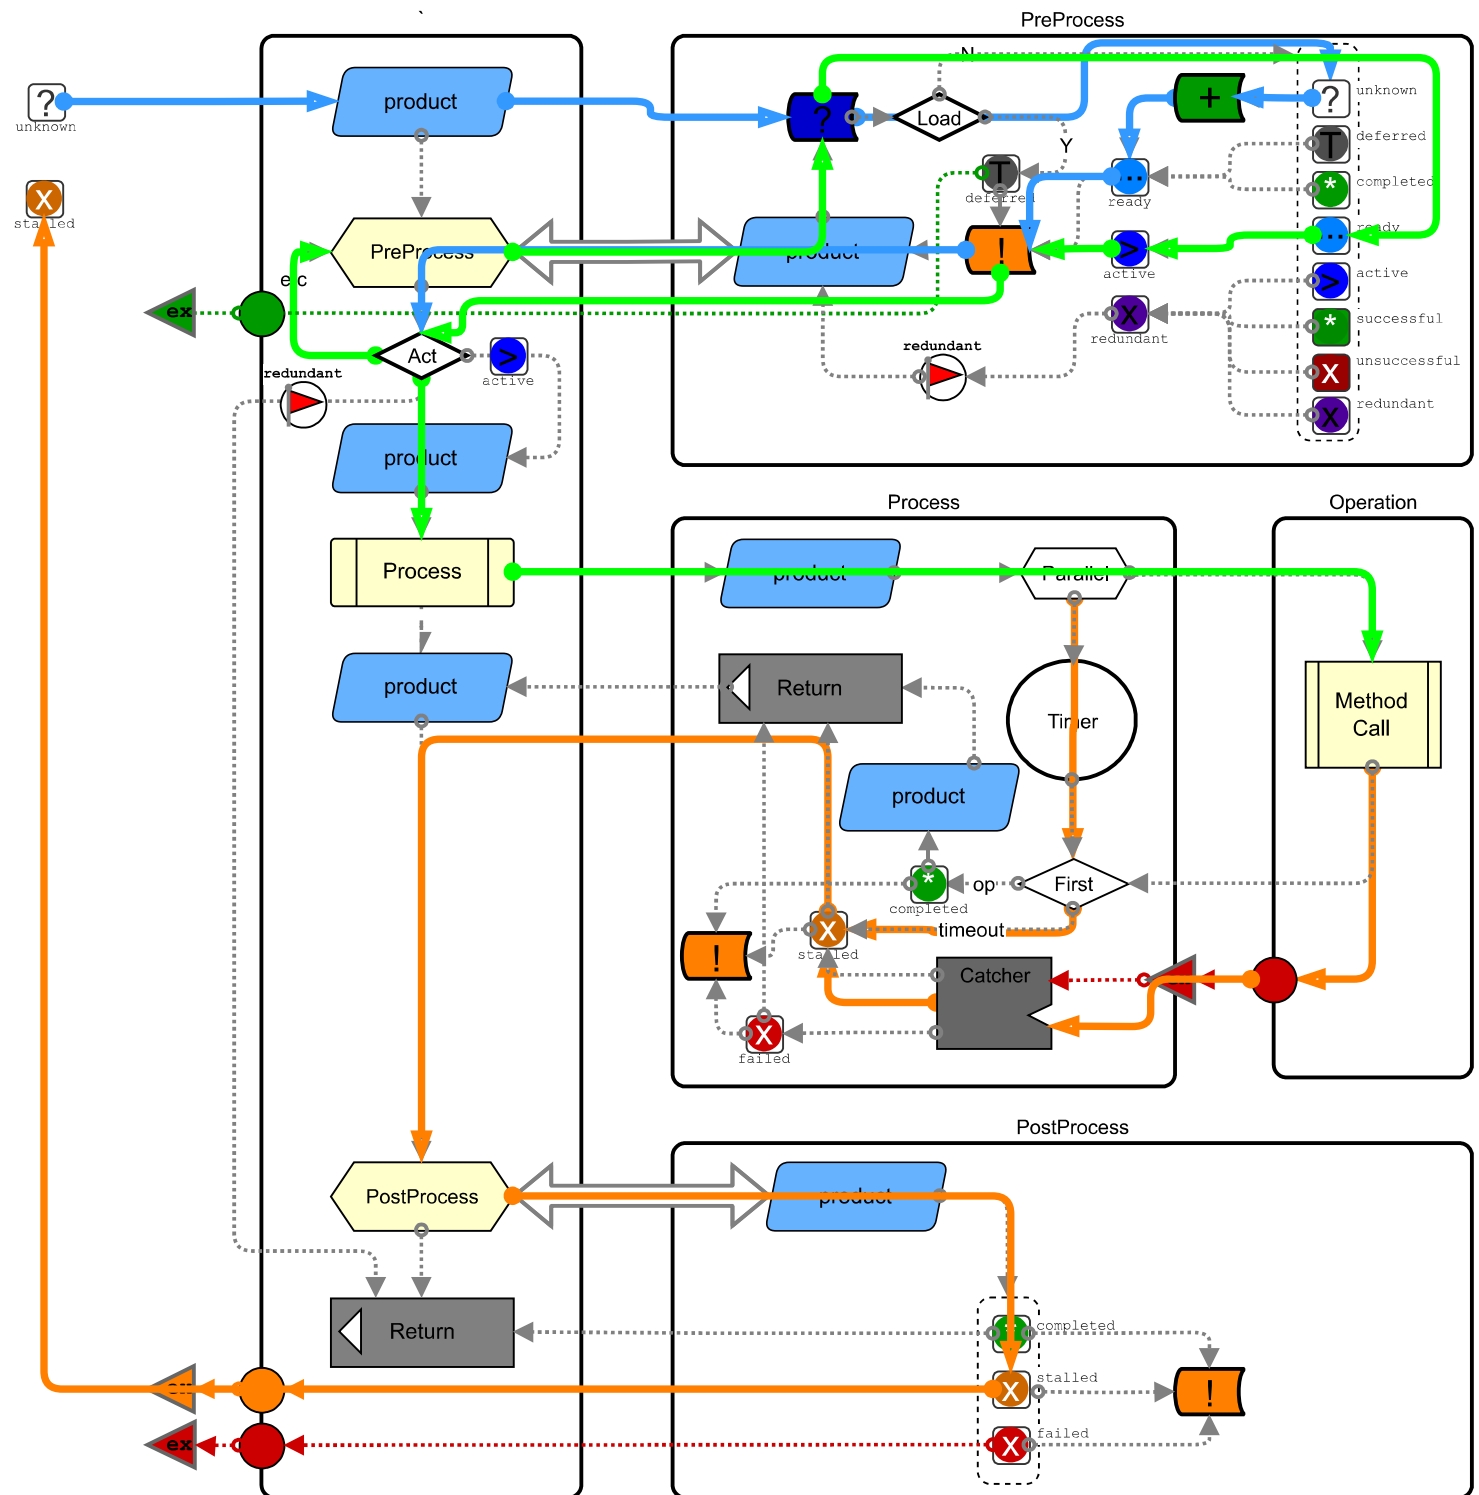 `
PreProcess
?
unknown
product
?
Load
N
Y
+
?
unknown
T
deferred
*
completed
...
ready
>
active
*
successful
x
unsuccessful
x
redundant
x
stalled
T
deferred
...
ready
PreProcess
product
!
>
active
etc
ex
x
redundant
Act
>
active
redundant
redundant
product
Process
Operation
Process
product
Parallel
product
Return
Timer
Method
Call
product
*
completed
op
First
x
stalled
timeout
!
Catcher
x
failed
PostProcess
PostProcess
product
Return
completed
x
stalled
!
x
failed
ex